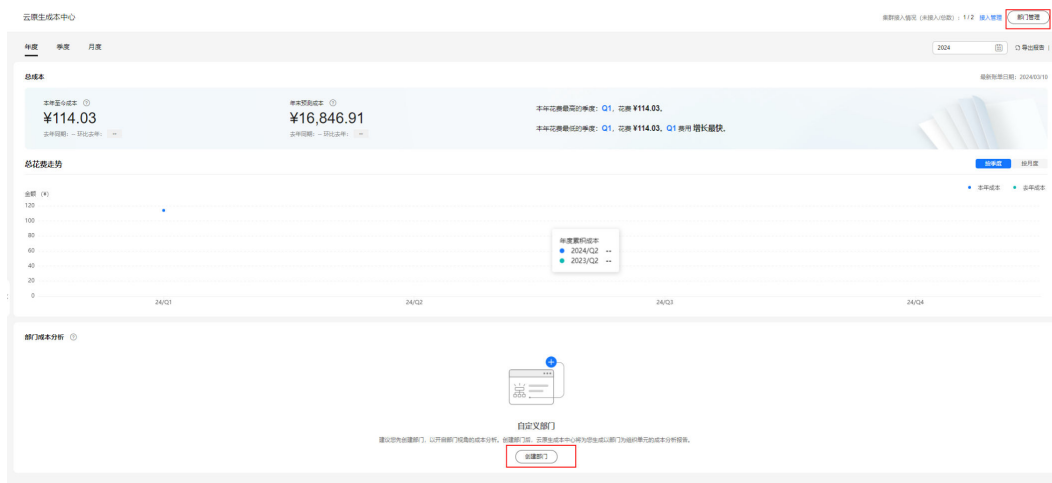 云原生成本中心
集群接入情况 (未接入/总数) : 1 / 2 接入管理 部门管理
年度 季度 月度
2024 导出报告
总成本
最新账单日期: 2024/03/10
本年至今成本
¥114.03
去年同期: -- 环比去年: --
年末预测成本
¥16,846.91
去年同期: -- 环比去年: --
本年花费最高的季度: Q1, 花费 ¥114.03。
本年花费最低的季度: Q1, 花费 ¥114.03, Q1 费用 增长最快。
总花费走势
按季度 按月度
本年成本 去年成本
金额 (¥)
120
100
80
60
40
20
0
年度累积成本
2024/Q2 --
2023/Q2 --
24/Q1 24/Q2 24/Q3 24/Q4
部门成本分析
自定义部门
建议您先创建部门, 以开启部门视角的成本分析。创建部门后, 云原生成本中心将为您生成以部门为组织单元的成本分析报告。
创建部门